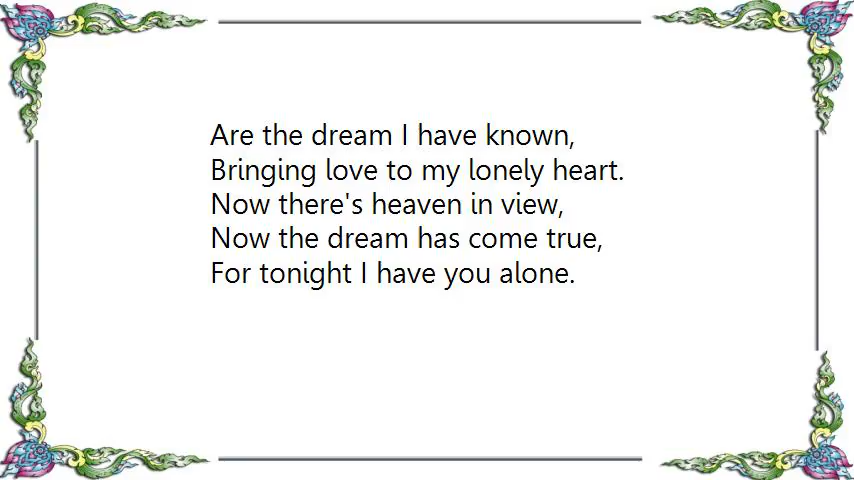 Are the dream I have known,
Bringing love to my lonely heart.
Now there's heaven in view,
Now the dream has come true,
For tonight I have you alone.